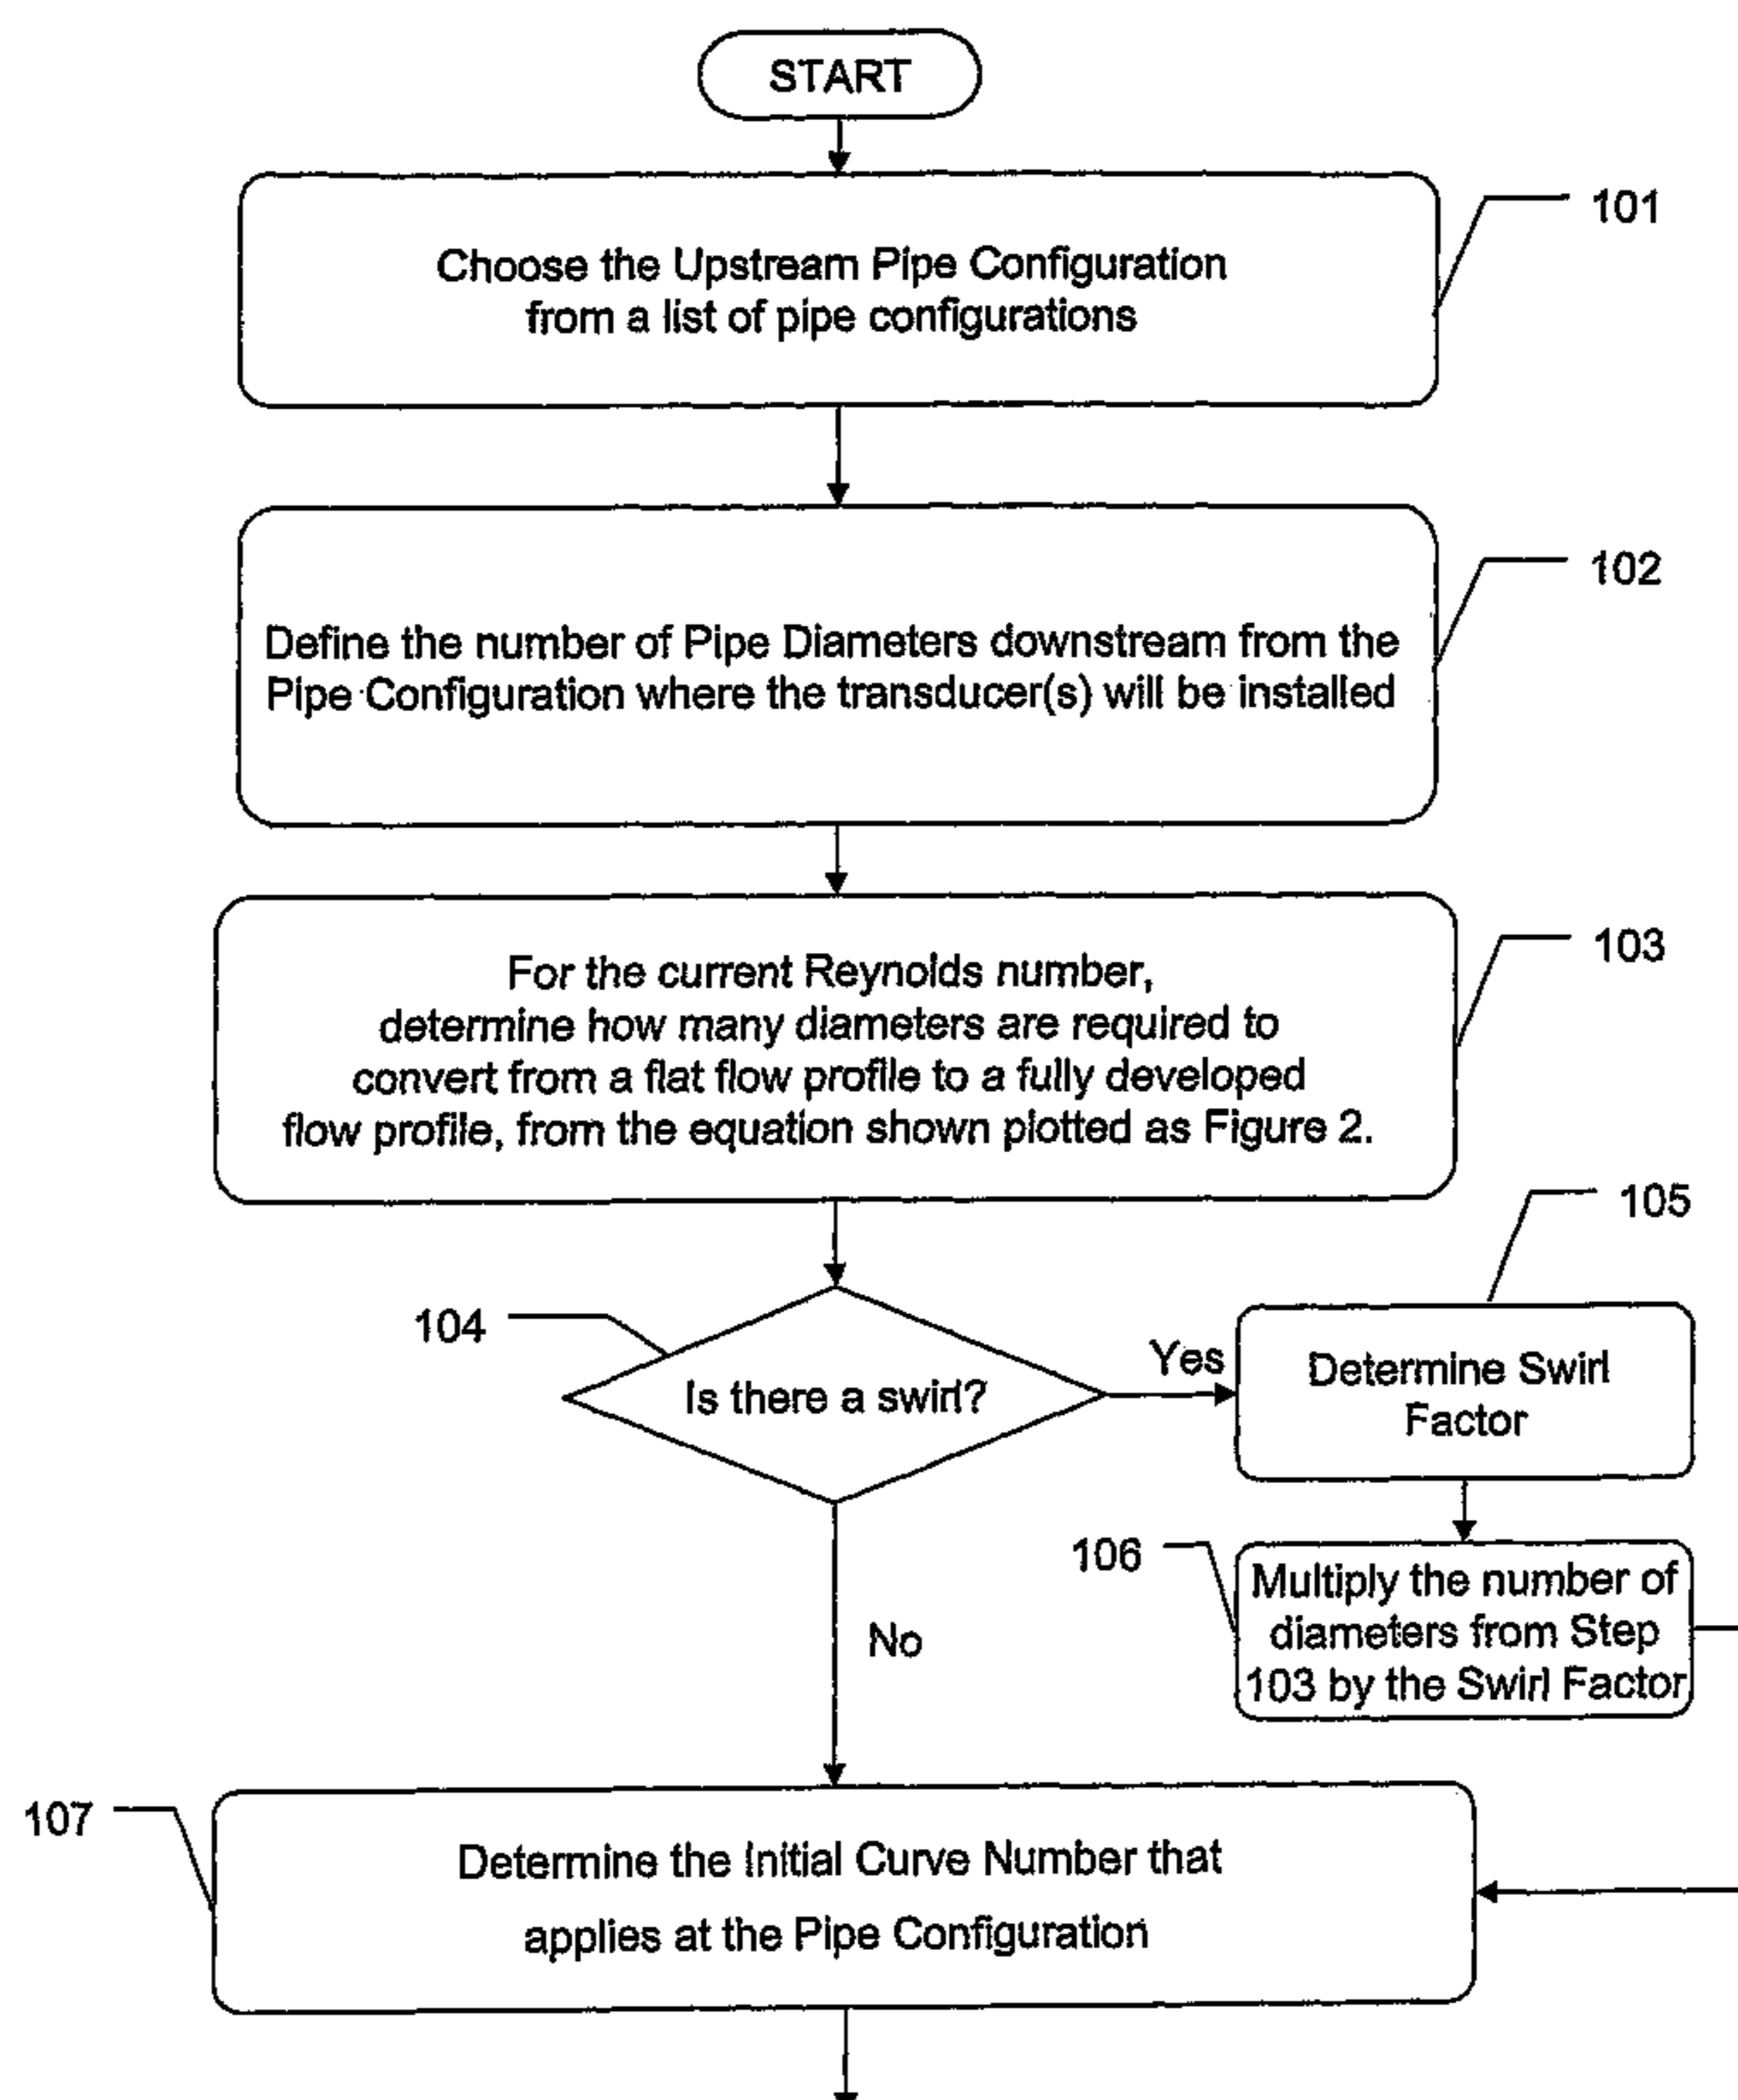 START
Choose the Upstream Pipe Configuration
from a list of pipe configurations
101
Define the number of Pipe Diameters downstream from the
Pipe Configuration where the transducer(s) will be installed
102
For the current Reynolds number,
determine how many diameters are required to
convert from a flat flow profile to a fully developed
flow profile, from the equation shown plotted as Figure 2.
103
104
Is there a swirl?
Yes
105
Determine Swirl
Factor
106
Multiply the number of
diameters from Step
103 by the Swirl Factor
No
107
Determine the Initial Curve Number that
applies at the Pipe Configuration